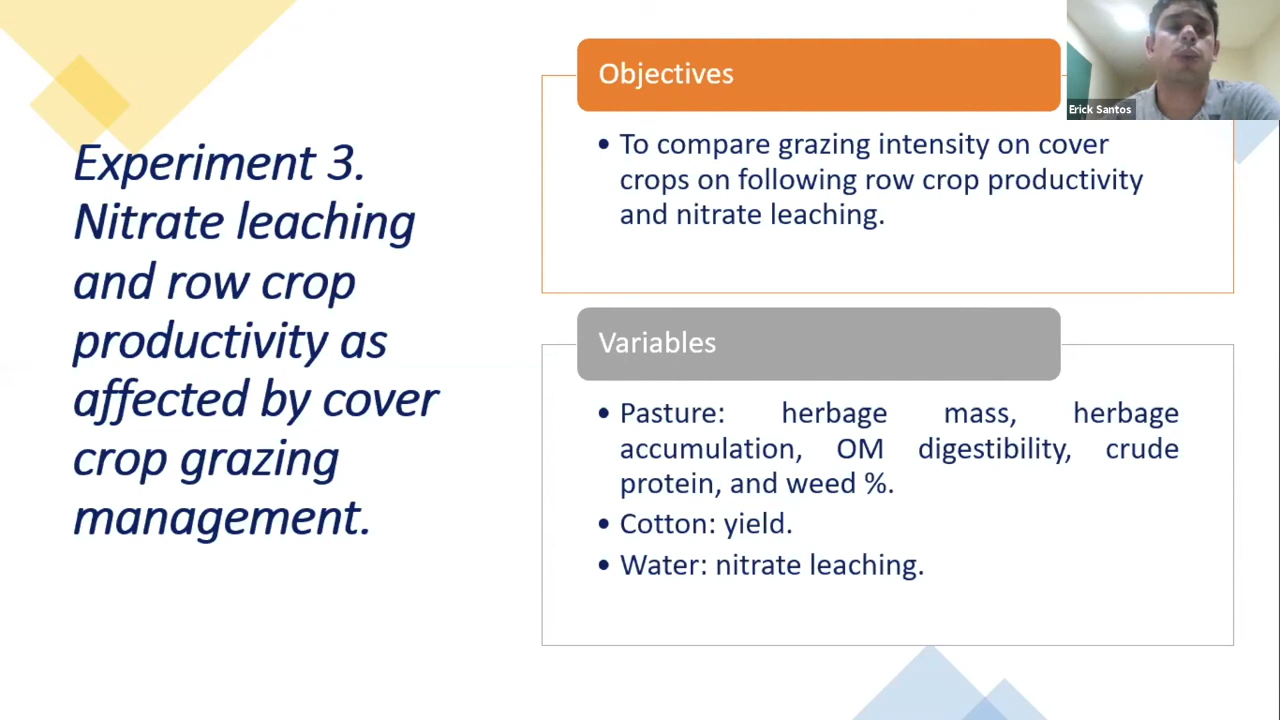 Experiment 3.
Nitrate leaching
and row crop
productivity as
affected by cover
crop grazing
management.
Objectives
• To compare grazing intensity on cover
crops on following row crop productivity
and nitrate leaching.
Variables
• Pasture: herbage mass, herbage
accumulation, OM digestibility, crude
protein, and weed %.
• Cotton: yield.
• Water: nitrate leaching.
Erick Santos